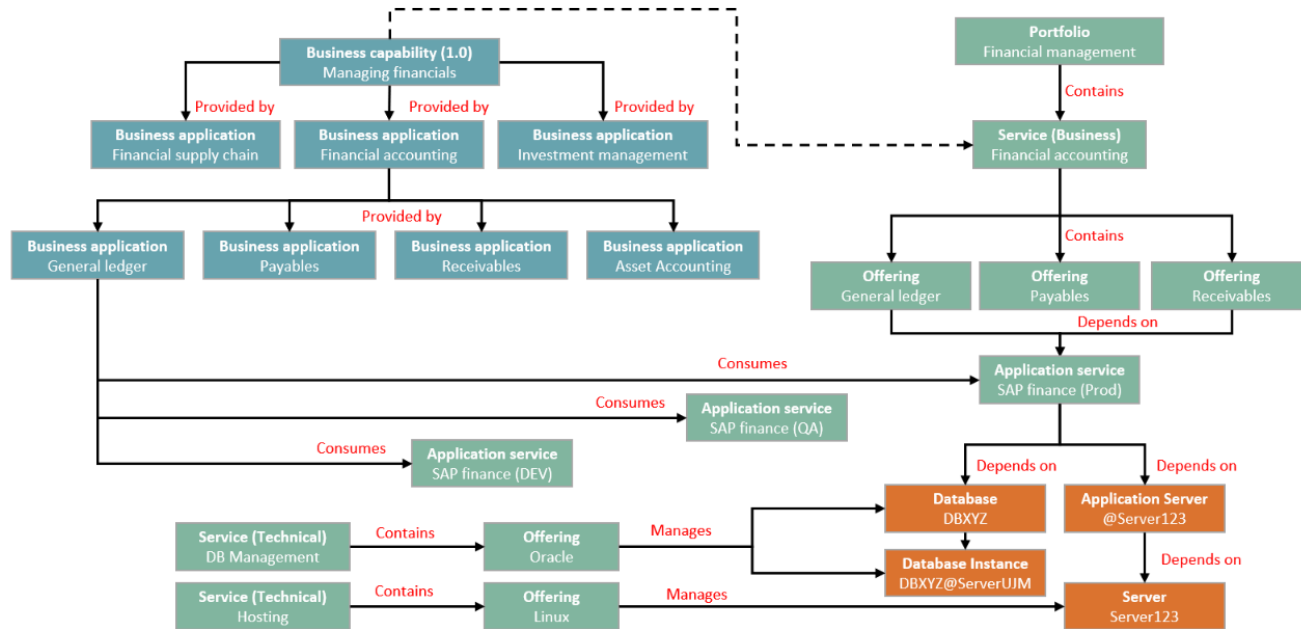 Business capability (1.0)
Managing financials
Portfolio
Financial management
Provided by
Provided by
Provided by
Contains
Business application
Financial supply chain
Business application
Financial accounting
Business application
Investment management
Service (Business)
Financial accounting
Provided by
Contains
Business application
General ledger
Business application
Payables
Business application
Receivables
Business application
Asset Accounting
Offering
General ledger
Offering
Payables
Offering
Receivables
Depends on
Consumes
Application service
SAP finance (Prod)
Consumes
Application service
SAP finance (QA)
Consumes
Application service
SAP finance (DEV)
Depends on
Depends on
Database
DBXYZ
Application Server
@Server123
Service (Technical)
DB Management
Contains
Offering
Oracle
Manages
Database Instance
DBXYZ@ServerUJM
Depends on
Service (Technical)
Hosting
Contains
Offering
Linux
Manages
Server
Server123